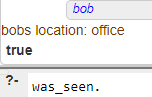 bob
bobs location: office
true
?- was_seen.